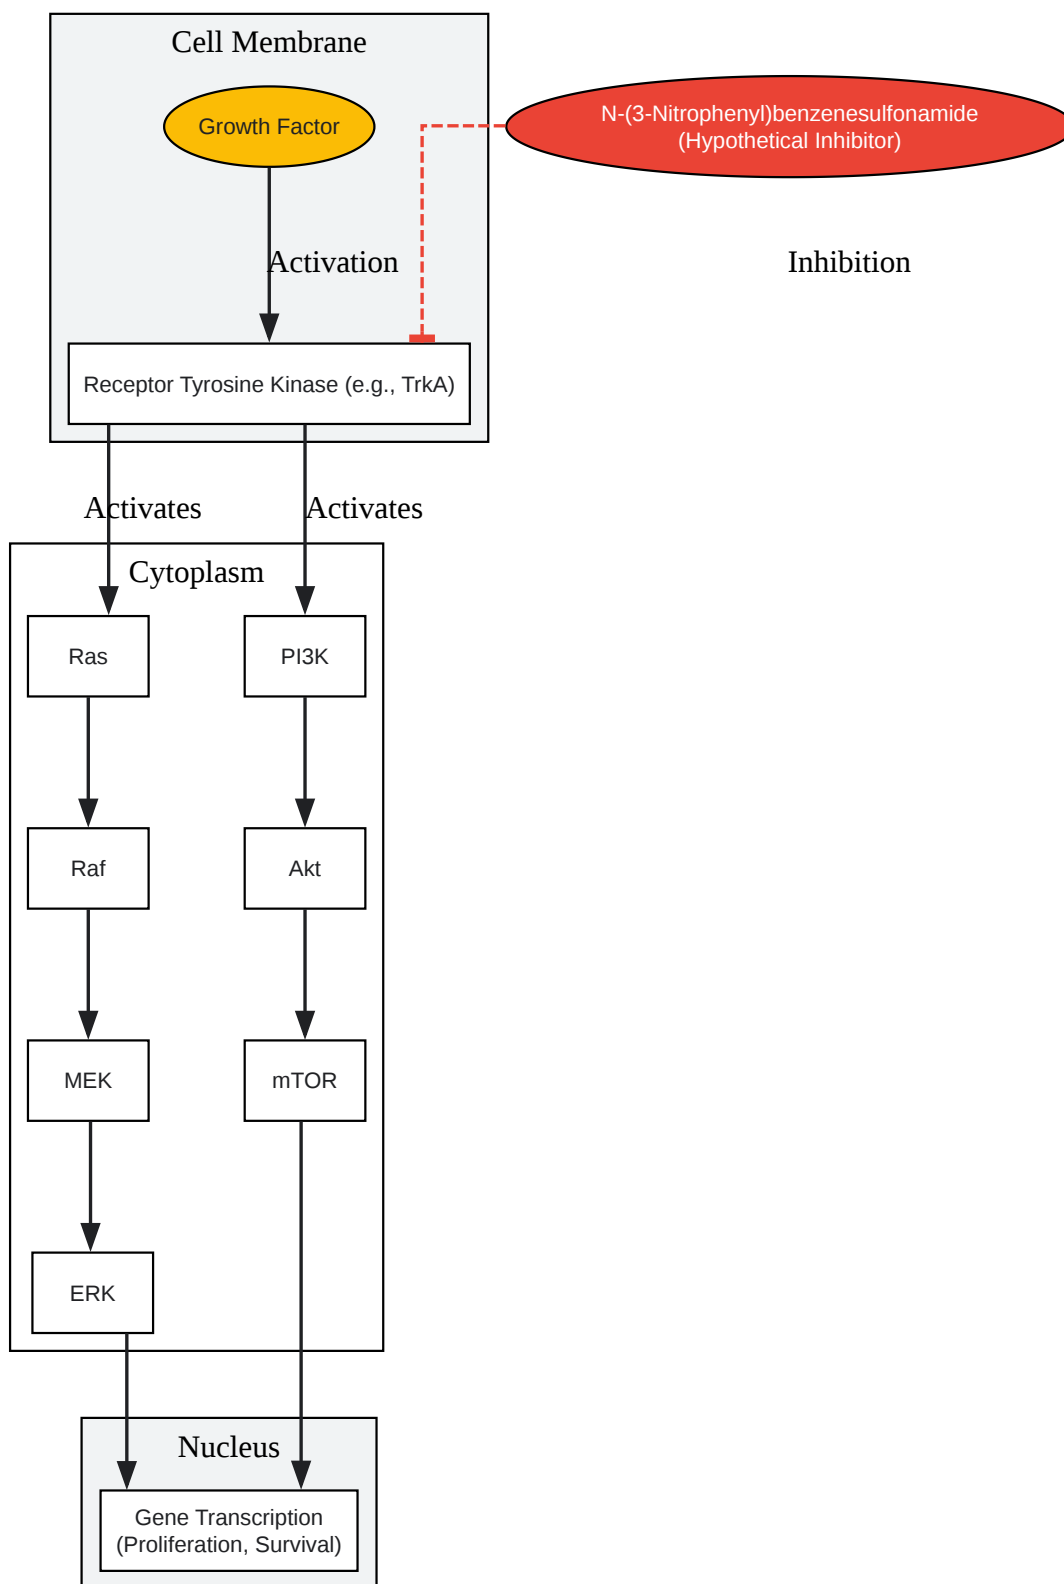 Cell Membrane
Growth Factor
N-(3-Nitrophenyl)benzenesulfonamide
(Hypothetical Inhibitor)
Activation
Inhibition
Receptor Tyrosine Kinase (e.g., TrkA)
Activates
Activates
Cytoplasm
Ras
PI3K
Raf
Akt
MEK
mTOR
ERK
Nucleus
Gene Transcription
(Proliferation, Survival)